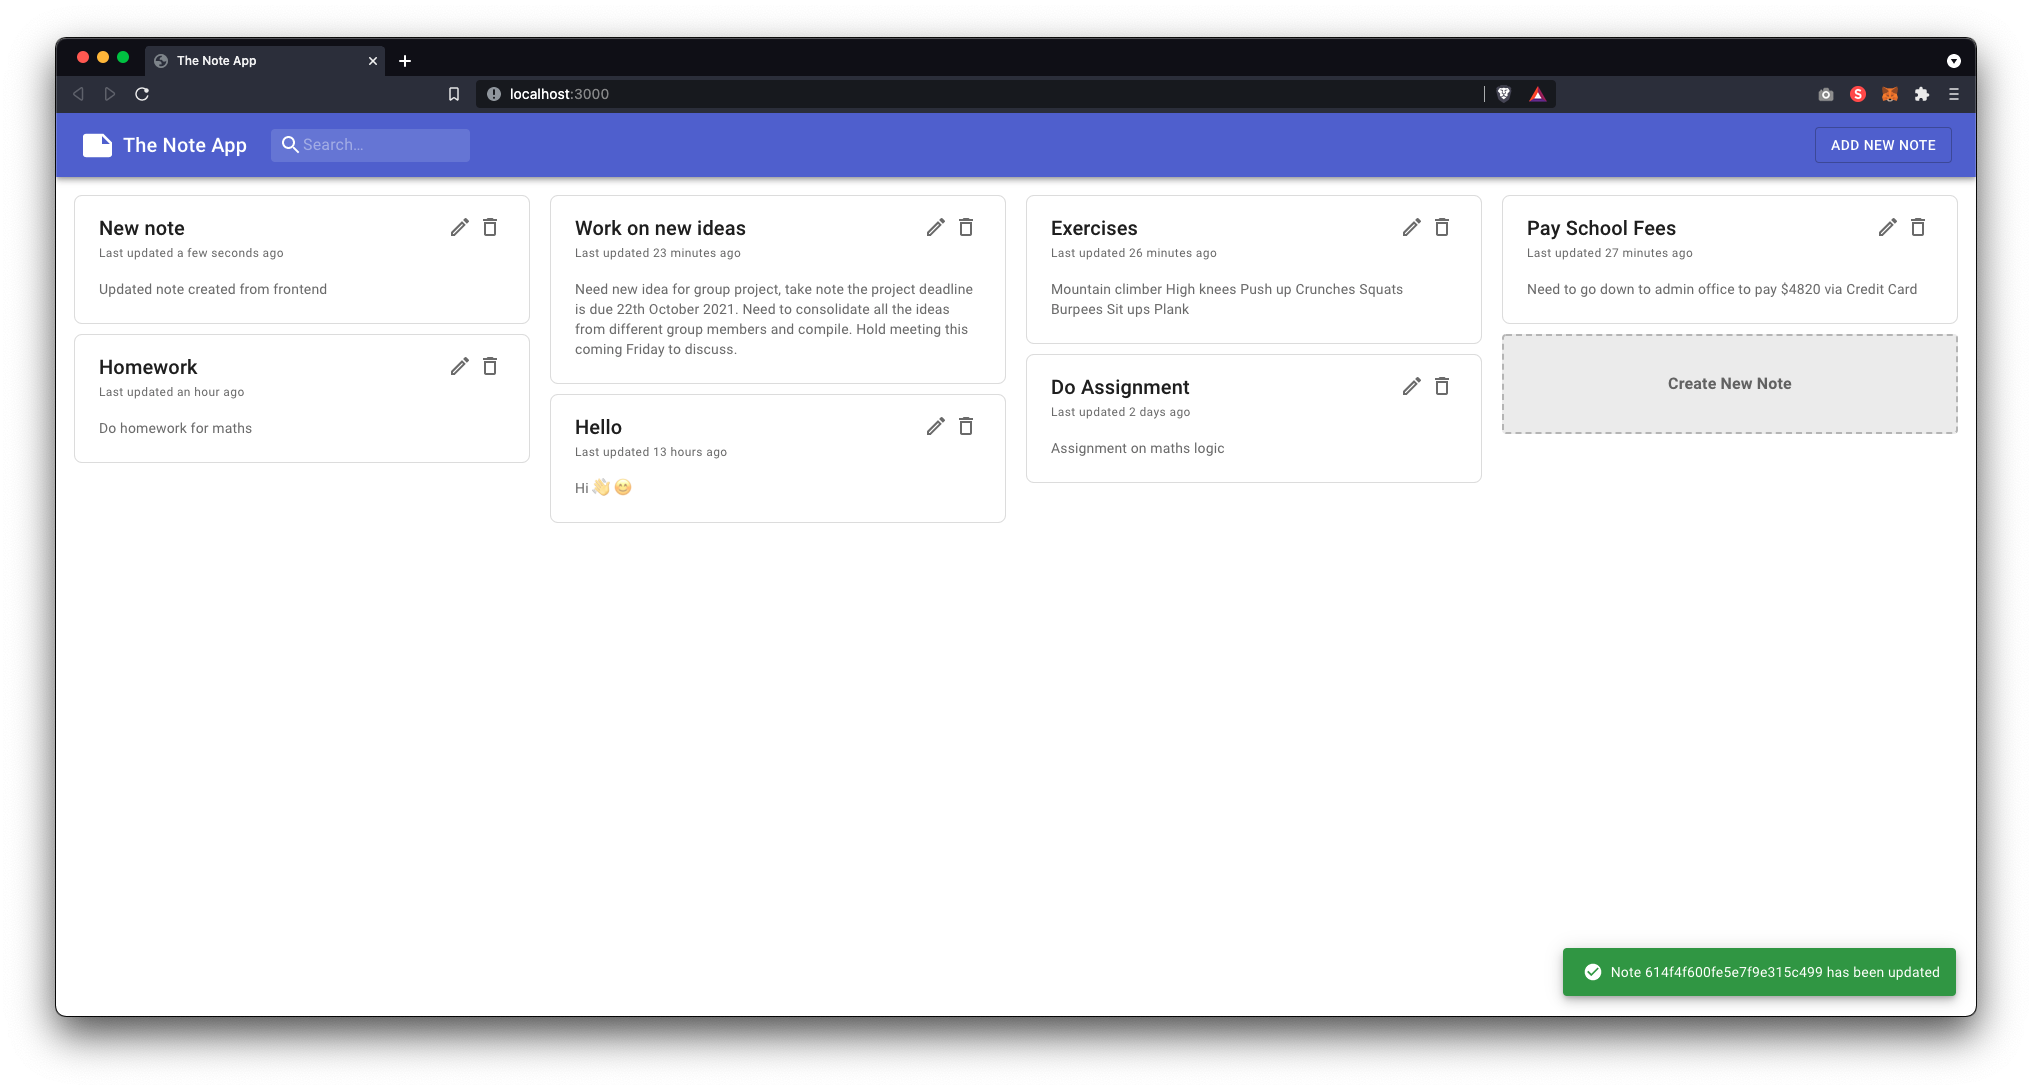 The Note App
localhost:3000
The Note App
Search...
ADD NEW NOTE
New note
Last updated a few seconds ago
Updated note created from frontend
Homework
Last updated an hour ago
Do homework for maths
Work on new ideas
Last updated 23 minutes ago
Need new idea for group project, take note the project deadline
is due 22th October 2021. Need to consolidate all the ideas
from different group members and compile. Hold meeting this
coming Friday to discuss.
Hello
Last updated 13 hours ago
Hi 👋 😊
Exercises
Last updated 26 minutes ago
Mountain climber High knees Push up Crunches Squats
Burpees Sit ups Plank
Do Assignment
Last updated 2 days ago
Assignment on maths logic
Pay School Fees
Last updated 27 minutes ago
Need to go down to admin office to pay $4820 via Credit Card
Create New Note
Note 614f4f600fe5e7f9e315c499 has been updated